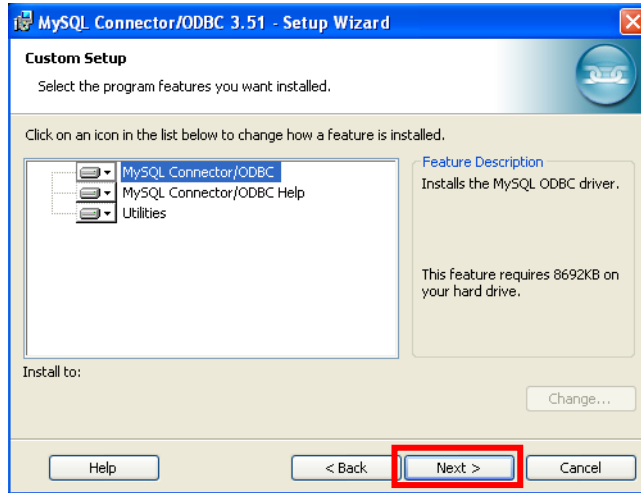 MySQL Connector/ODBC 3.51 - Setup Wizard
Custom Setup
Select the program features you want installed.
Click on an icon in the list below to change how a feature is installed.
MySQL Connector/ODBC
MySQL Connector/ODBC Help
Utilities
Feature Description
Installs the MySQL ODBC driver.
This feature requires 8692KB on
your hard drive.
Install to:
Change...
Help
< Back
Next >
Cancel